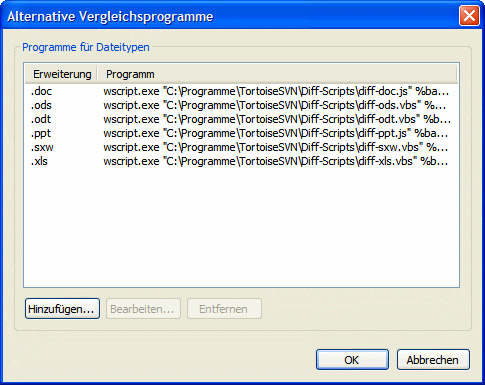 Alternative Vergleichsprogramme
Programme für Dateitypen
Erweiterung Programm
.doc wscript.exe "C:\Programme\TortoiseSVN\Diff-Scripts\diff-doc.js" %ba...
.ods wscript.exe "C:\Programme\TortoiseSVN\Diff-Scripts\diff-ods.vbs" %...
.odt wscript.exe "C:\Programme\TortoiseSVN\Diff-Scripts\diff-odt.vbs" %b...
.ppt wscript.exe "C:\Programme\TortoiseSVN\Diff-Scripts\diff-ppt.js" %ba...
.sxw wscript.exe "C:\Programme\TortoiseSVN\Diff-Scripts\diff-sxw.vbs" %...
.xls wscript.exe "C:\Programme\TortoiseSVN\Diff-Scripts\diff-xls.vbs" %b...
Hinzufügen... Bearbeiten... Entfernen
OK Abbrechen